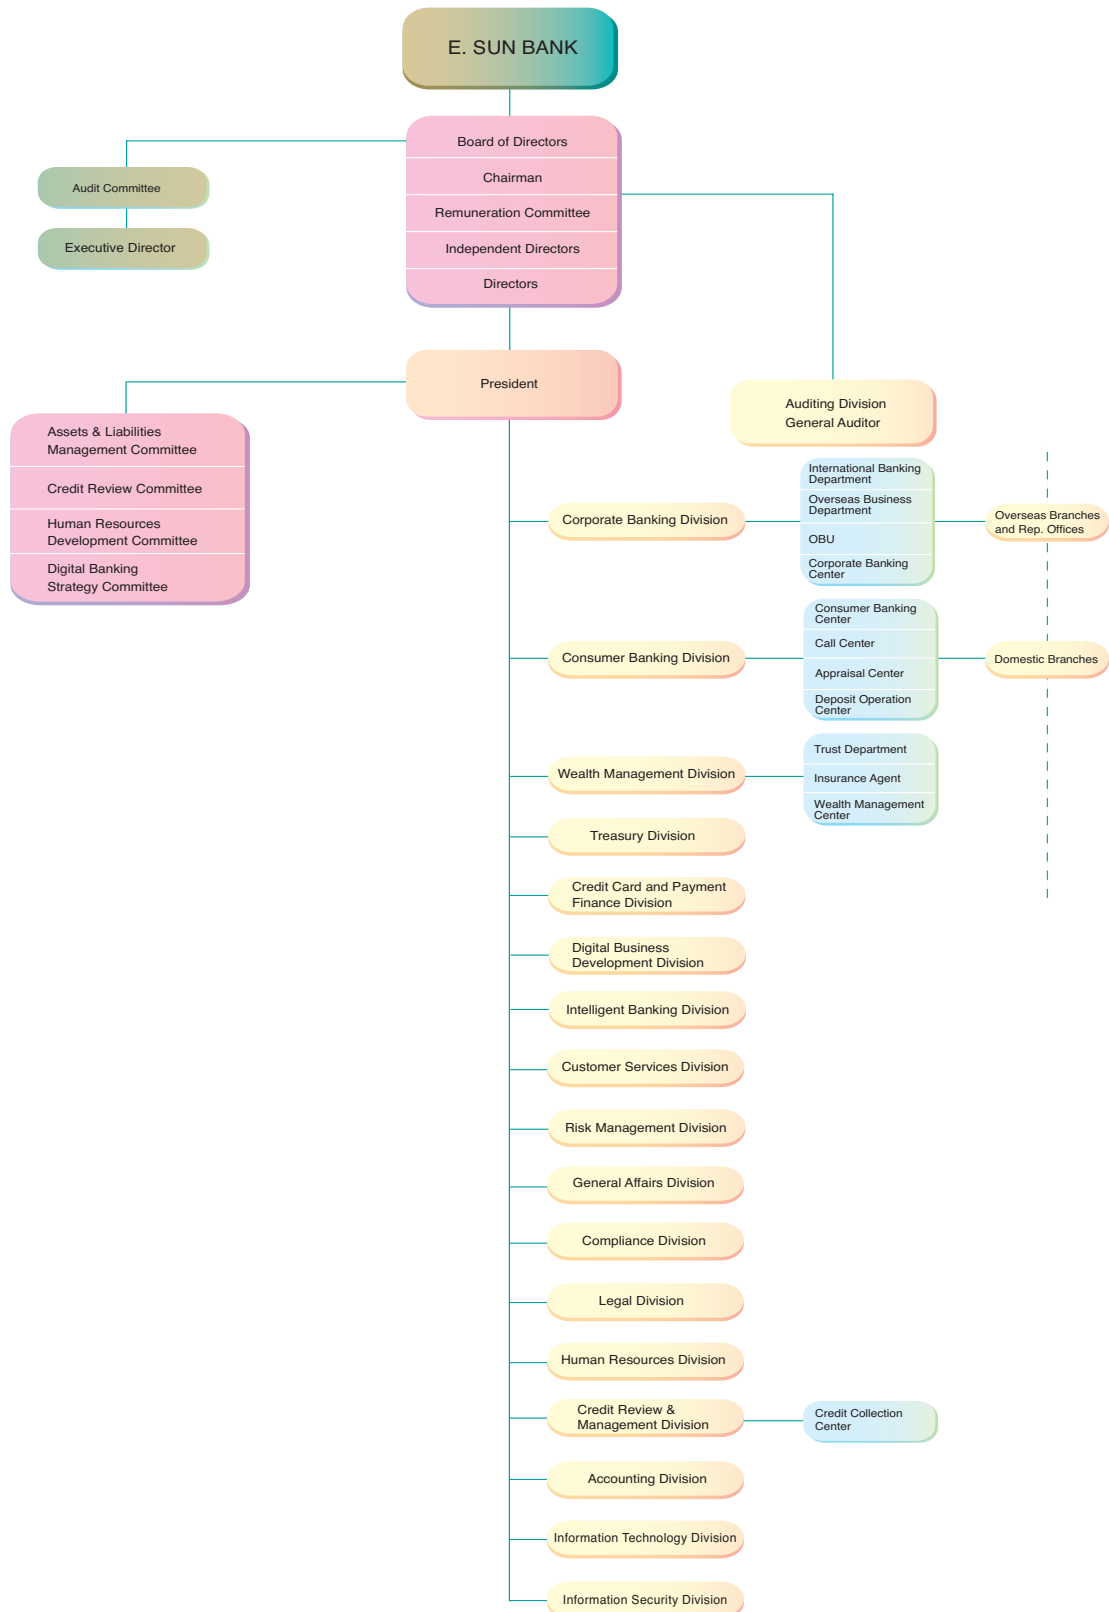 E. SUN BANK
Board of Directors
Chairman
Remuneration Committee
Independent Directors
Directors
Audit Committee
Executive Director
President
Auditing Division
General Auditor
Assets & Liabilities
Management Committee
Credit Review Committee
Human Resources
Development Committee
Digital Banking
Strategy Committee
Corporate Banking Division
International Banking
Department
Overseas Business
Department
OBU
Corporate Banking
Center
Overseas Branches
and Rep. Offices
Consumer Banking Division
Consumer Banking
Center
Call Center
Appraisal Center
Deposit Operation
Center
Domestic Branches
Wealth Management Division
Trust Department
Insurance Agent
Wealth Management
Center
Treasury Division
Credit Card and Payment
Finance Division
Digital Business
Development Division
Intelligent Banking Division
Customer Services Division
Risk Management Division
General Affairs Division
Compliance Division
Legal Division
Human Resources Division
Credit Review &
Management Division
Credit Collection
Center
Accounting Division
Information Technology Division
Information Security Division